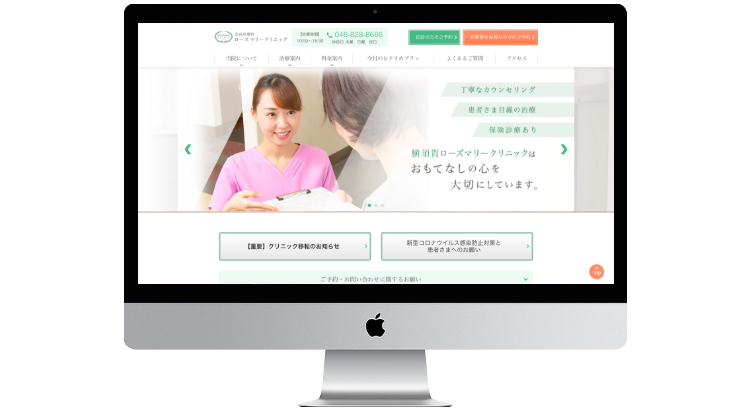 美容皮膚科
ローズマリークリニック
【診療時間】
10:00~18:30
046-828-8666
休診日:木曜、日曜、祝日
初診の方のご予約
診察券をお持ちの方のご予約
当院について
診療案内
料金案内
今月のおすすめプラン
よくあるご質問
アクセス
丁寧なカウンセリング
患者さま目線の治療
保険診療あり
横須賀ローズマリークリニックは
おもてなしの心を
大切にしています。
【重要】クリニック移転のお知らせ
新型コロナウイルス感染防止対策と
患者さまへのお願い
ご予約・お問い合わせに関するお願い
top